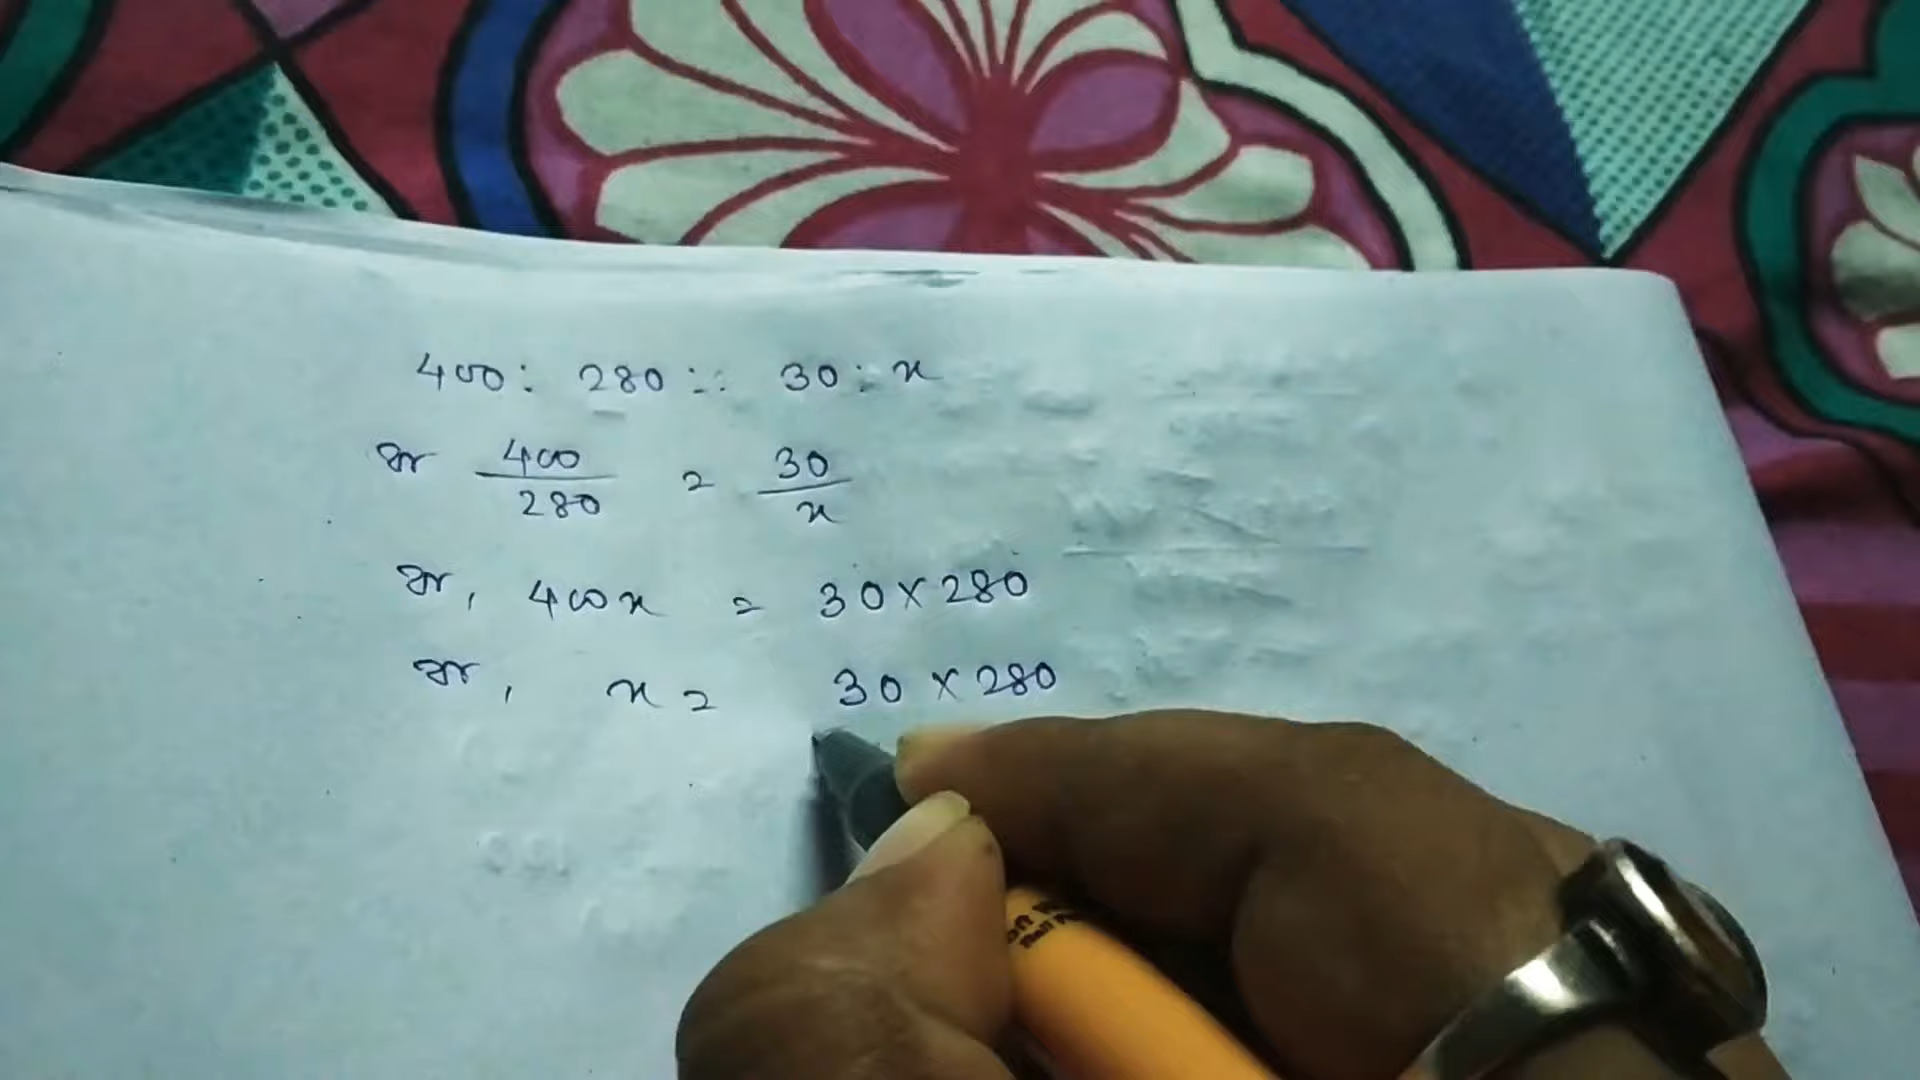 400 : 280 :: 30 : x
বা 400/280 = 30/x
বা, 400x = 30×280
বা, x = 30×280